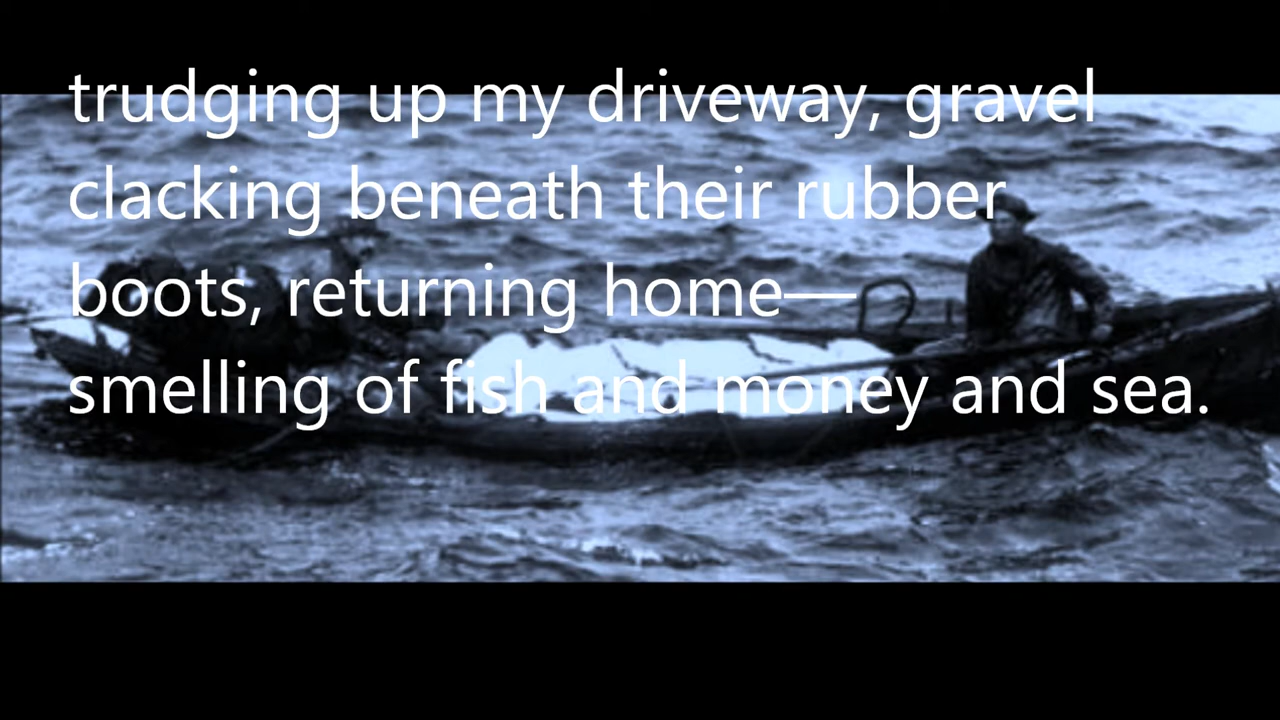 trudging up my driveway, gravel
clacking beneath their rubber
boots, returning home—
smelling of fish and money and sea.